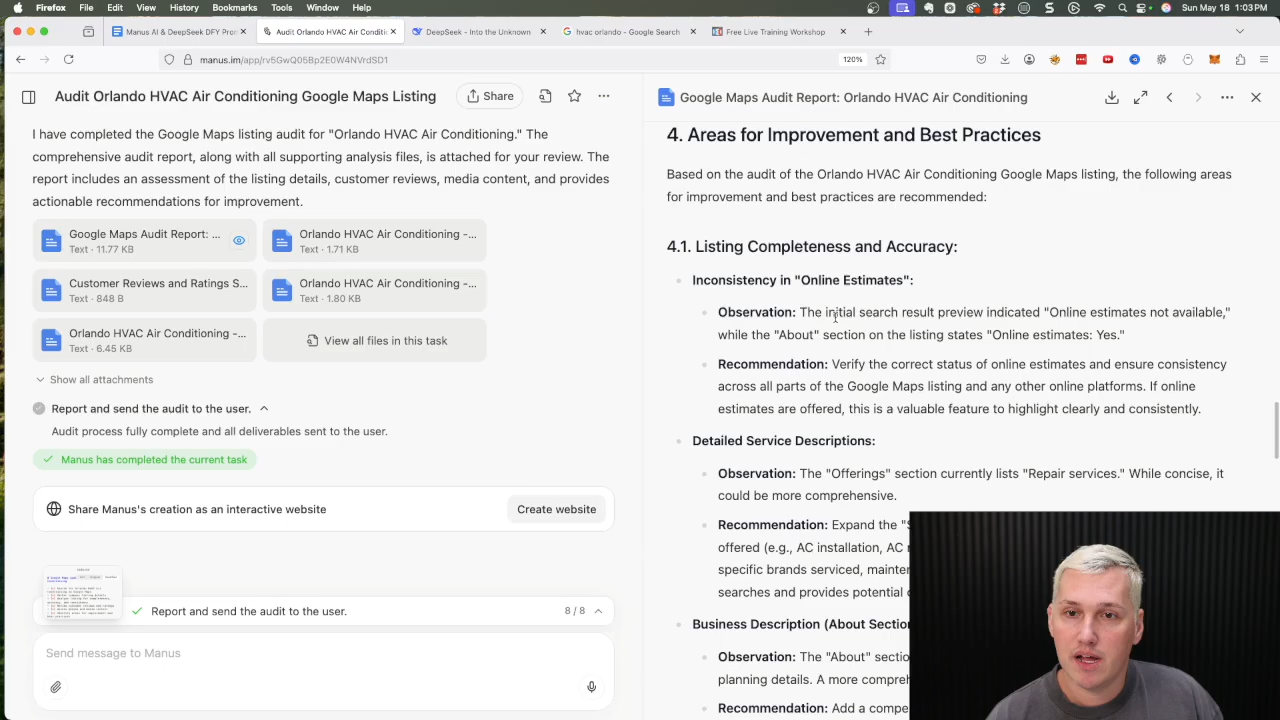 Firefox File Edit View History Bookmarks Tools Window Help
Sun May 18 1:03 PM
Manus AI & DeepSeek DFY Pro
Audit Orlando HVAC Air Conditi
DeepSeek - Into the Unknown
hvac orlando - Google Search
Free Live Training Workshop
manus.im/app/rv5GwQ05Bp2E0W4NVrdSD1
120%
Audit Orlando HVAC Air Conditioning Google Maps Listing
Share
I have completed the Google Maps listing audit for "Orlando HVAC Air Conditioning." The
comprehensive audit report, along with all supporting analysis files, is attached for your review. The
report includes an assessment of the listing details, customer reviews, media content, and provides
actionable recommendations for improvement.
Google Maps Audit Report: ...
Text · 11.77 KB
Orlando HVAC Air Conditioning -...
Text · 1.71 KB
Customer Reviews and Ratings S...
Text · 848 B
Orlando HVAC Air Conditioning -...
Text · 1.80 KB
Orlando HVAC Air Conditioning -...
Text · 6.45 KB
View all files in this task
Show all attachments
Report and send the audit to the user.
Audit process fully complete and all deliverables sent to the user.
Manus has completed the current task
Share Manus's creation as an interactive website
Create website
Report and send the audit to the user.
8 / 8
Send message to Manus
Google Maps Audit Report: Orlando HVAC Air Conditioning
4. Areas for Improvement and Best Practices
Based on the audit of the Orlando HVAC Air Conditioning Google Maps listing, the following areas
for improvement and best practices are recommended:
4.1. Listing Completeness and Accuracy:
Inconsistency in "Online Estimates":
Observation: The initial search result preview indicated "Online estimates not available,"
while the "About" section on the listing states "Online estimates: Yes."
Recommendation: Verify the correct status of online estimates and ensure consistency
across all parts of the Google Maps listing and any other online platforms. If online
estimates are offered, this is a valuable feature to highlight clearly and consistently.
Detailed Service Descriptions:
Observation: The "Offerings" section currently lists "Repair services." While concise, it
could be more comprehensive.
Recommendation: Expand the "S
offered (e.g., AC installation, AC
specific brands serviced, mainte
searches and provides potential
Business Description (About Section
Observation: The "About" sectio
planning details. A more compreh
Recommendation: Add a compe